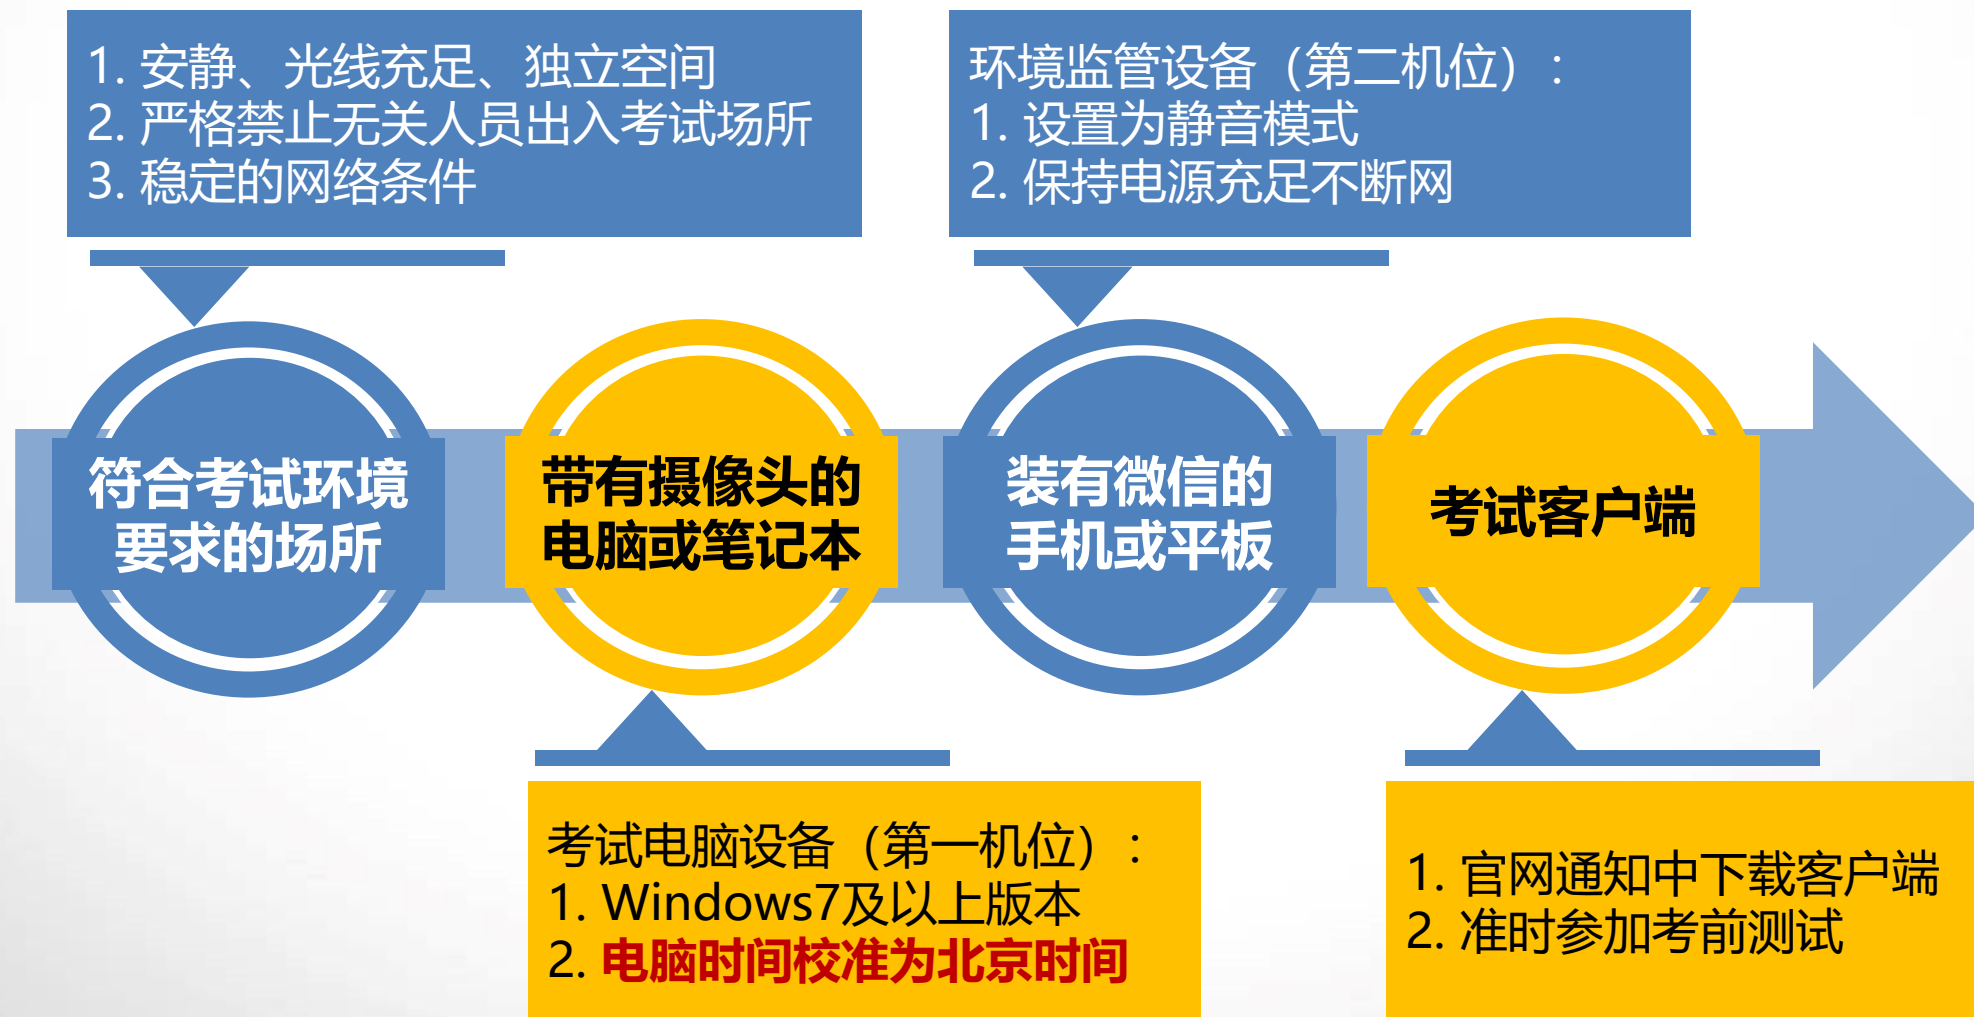 1. 安静、光线充足、独立空间
2. 严格禁止无关人员出入考试场所
3. 稳定的网络条件
环境监管设备（第二机位）：
1. 设置为静音模式
2. 保持电源充足不断网
符合考试环境
要求的场所
带有摄像头的
电脑或笔记本
装有微信的
手机或平板
考试客户端
考试电脑设备（第一机位）：
1. Windows7及以上版本
2. 电脑时间校准为北京时间
1. 官网通知中下载客户端
2. 准时参加考前测试